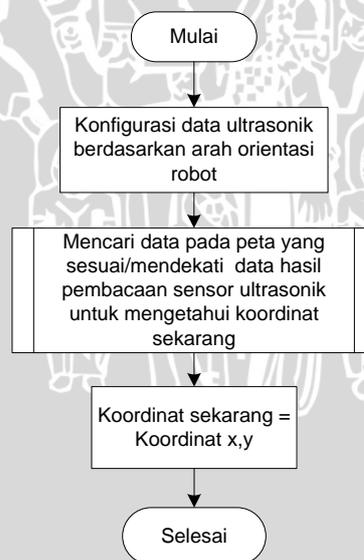 Mulai
Konfigurasi data ultrasonik
berdasarkan arah orientasi
robot
Mencari data pada peta yang
sesuai/mendekati  data hasil
pembacaan sensor ultrasonik
untuk mengetahui koordinat
sekarang
Koordinat sekarang =
Koordinat x,y
Selesai